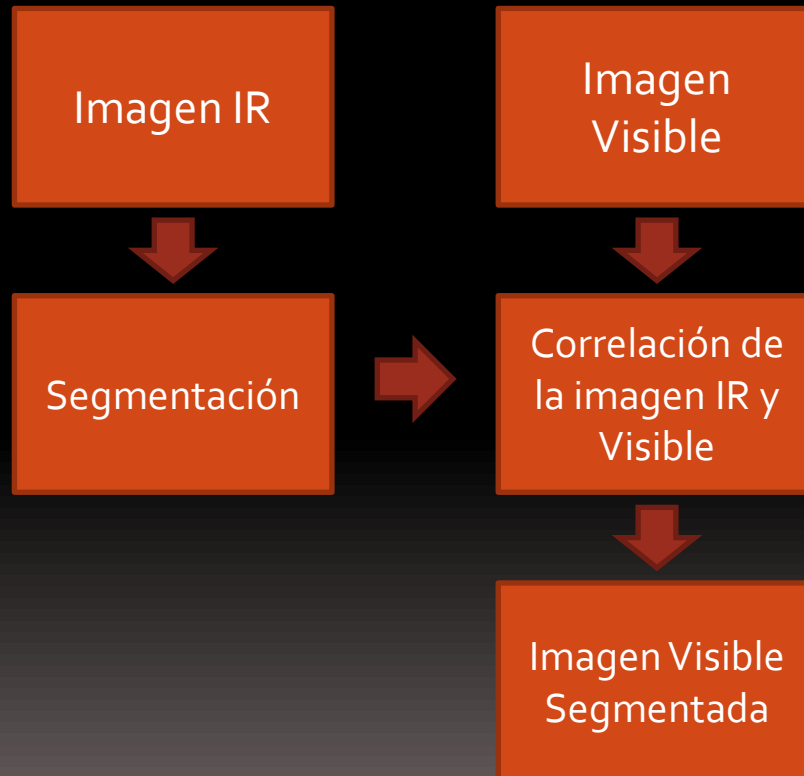 Imagen IR
Imagen
Visible
Segmentación
Correlación de
la imagen IR y
Visible
Imagen Visible
Segmentada